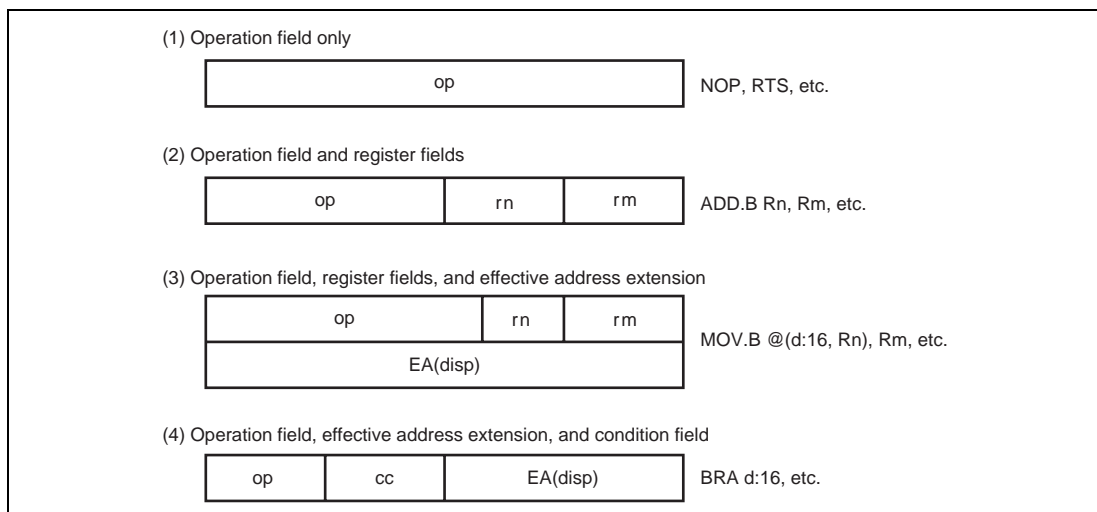 (1) Operation field only
op
NOP, RTS, etc.
(2) Operation field and register fields
op rn rm
ADD.B Rn, Rm, etc.
(3) Operation field, register fields, and effective address extension
op rn rm
EA(disp)
MOV.B @(d:16, Rn), Rm, etc.
(4) Operation field, effective address extension, and condition field
op cc EA(disp)
BRA d:16, etc.